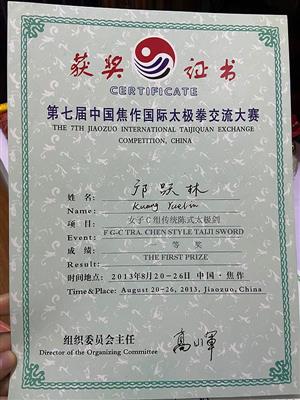 获奖 证书
CERTIFICATE
第七届中国焦作国际太极拳交流大赛
THE 7TH JIAOZUO INTERNATIONAL TAIJIQUAN EXCHANGE
COMPETITION, CHINA
姓名: 邝跃林
Name: Kuang Yuelin
项目: 女子C组传统陈式太极剑
Event: F G-C TRA. CHEN STYLE TAIJI SWORD
成绩: 一等奖
Result: THE FIRST PRIZE
时间地点: 2013年8月20-26日 中国·焦作
Time & Place: August 20-26, 2013, Jiaozuo, China
组织委员会主任
Director of the Organizing Committee